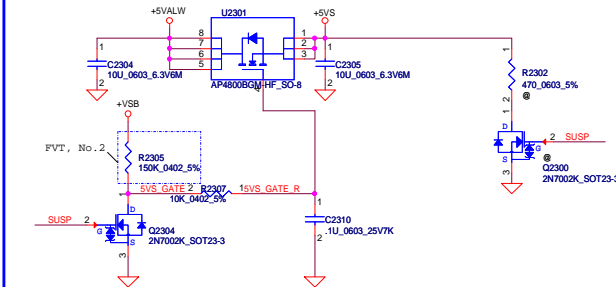 +5VALW
U2301
+5VS
8
7
6
5
1
2
3
4
1
C2304
10U_0603_6.3V6M
2
AP4800BGM-HF_SO-8
1
C2305
10U_0603_6.3V6M
2
1
R2302
470_0603_5%
@
2
+VSB
FVT, No.2
R2305
150K_0402_5%
5VS_GATE 2 R2307 1 5VS_GATE_R
10K_0402_5%
1
D
2 SUSP
G
S
@
Q2300
3
2N7002K_SOT23-3
SUSP 2
G
D
S
Q2304
2N7002K_SOT23-3
3
1
C2310
.1U_0603_25V7K
2